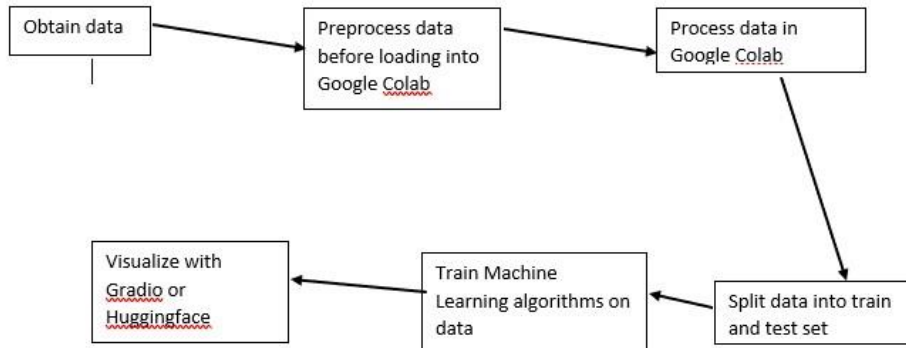 Obtain data
Preprocess data
before loading into
Google Colab
Process data in
Google Colab
Split data into train
and test set
Train Machine
Learning algorithms on
data
Visualize with
Gradio or
Huggingface